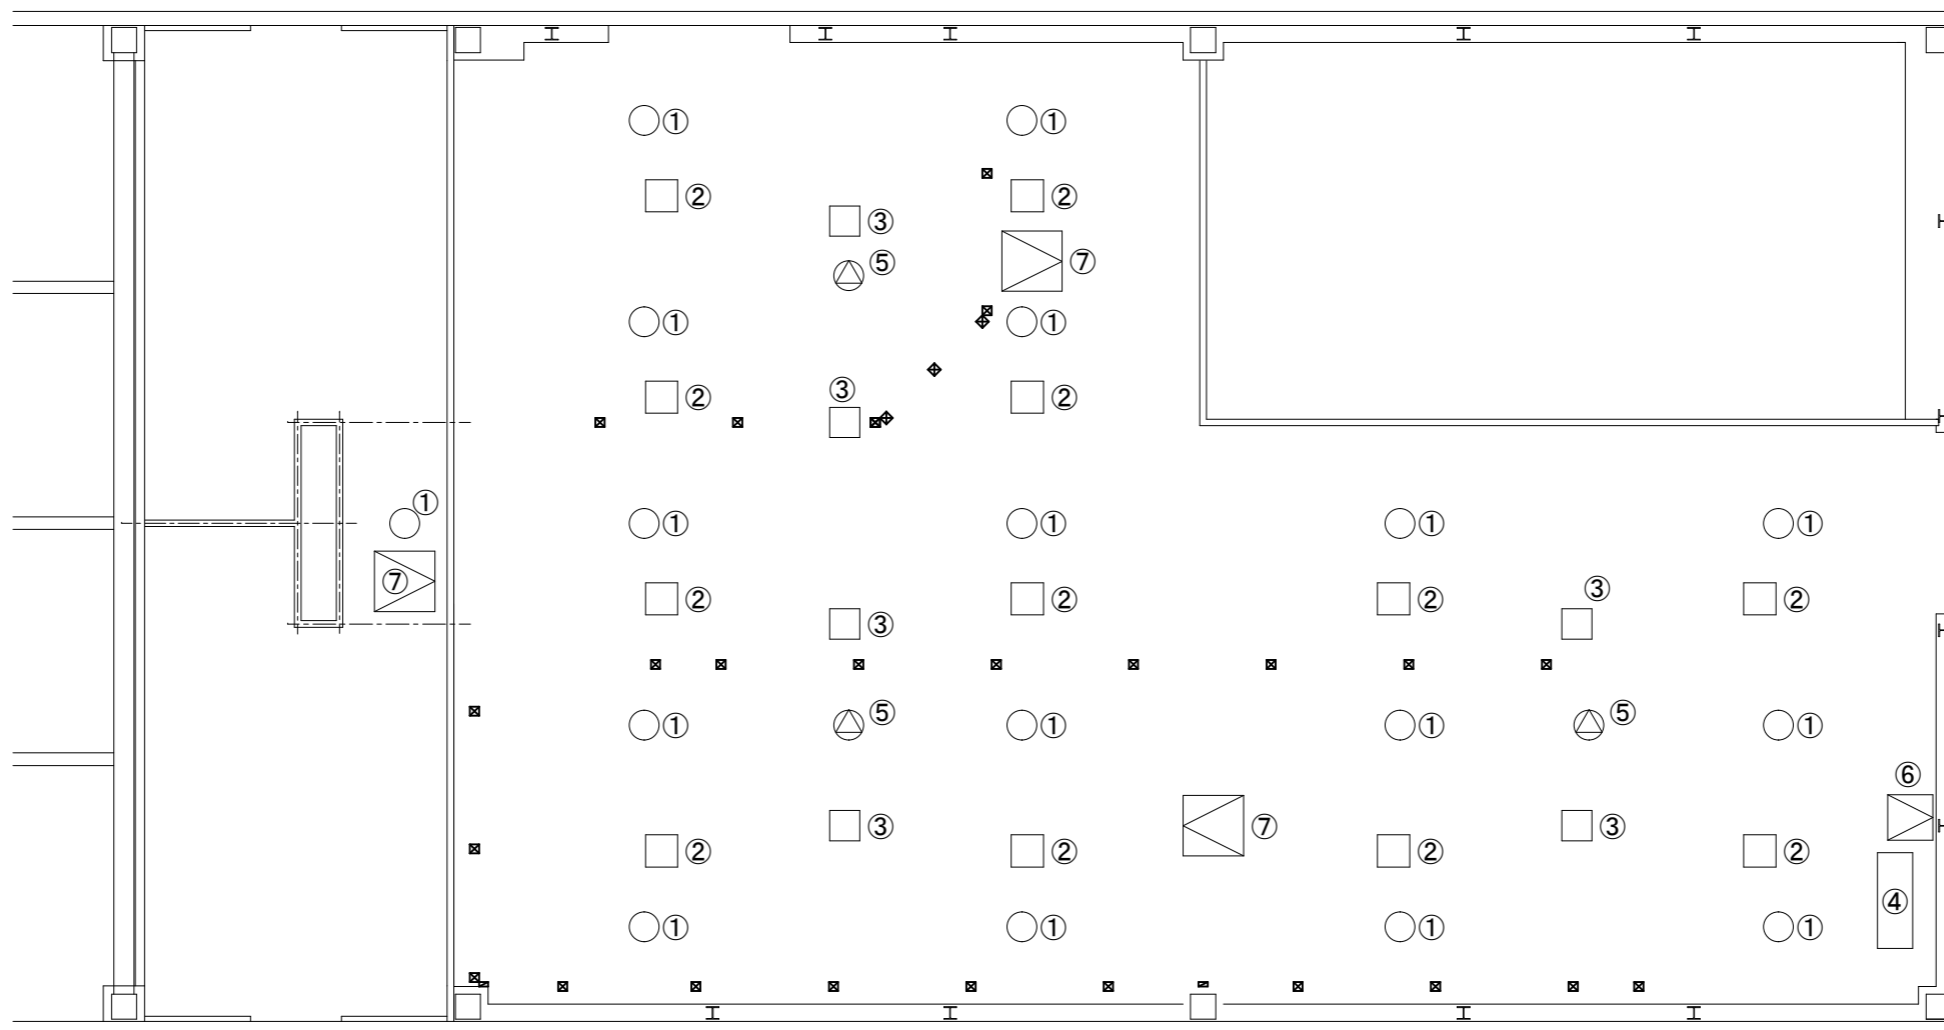 ① ①
② ②
③
⑤ ⑦
① ①
③
② ②
①
① ① ① ①
⑦
③
② ② ② ②
③
① ⑤ ① ① ⑤ ①
⑥
③ ⑦ ③
② ② ② ②
④
① ① ① ①